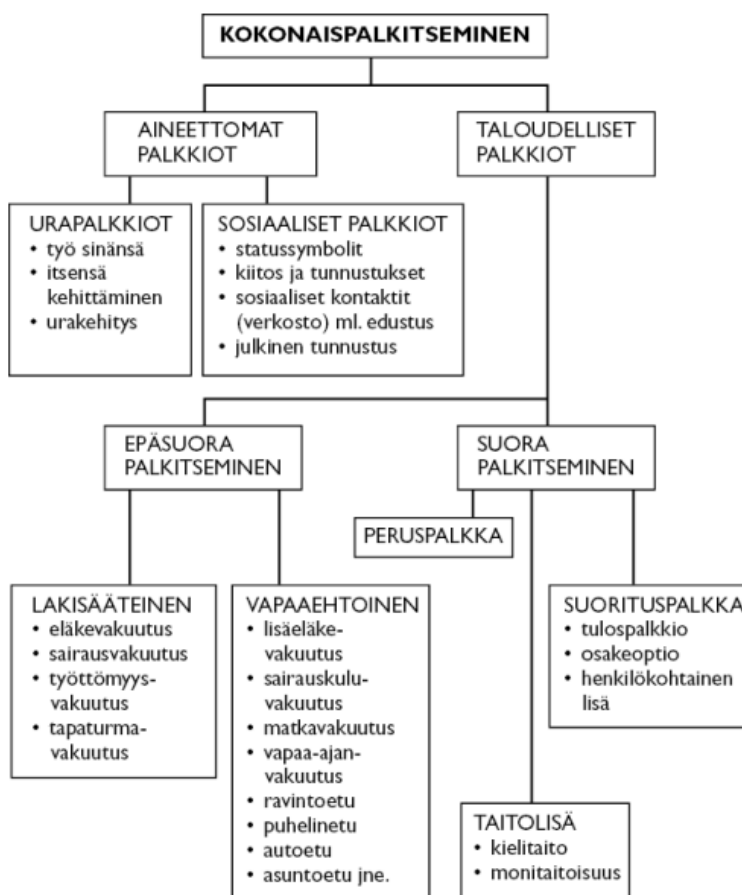 KOKONAISPALKITSEMINEN
AINEETTOMAT
PALKKIOT
TALOUDELLISET
PALKKIOT
URAPALKKIOT
• työ sinänsä
• itsensä
kehittäminen
• urakehitys
SOSIAALISET PALKKIOT
• statussymbolit
• kiitos ja tunnustukset
• sosiaaliset kontaktit
(verkosto) ml. edustus
• julkinen tunnustus
EPÄSUORA
PALKITSEMINEN
SUORA
PALKITSEMINEN
PERUSPALKKA
LAKISÄÄTEINEN
• eläkevakuutus
• sairausvakuutus
• työttömyys-
vakuutus
• tapaturma-
vakuutus
VAPAAEHTOINEN
• lisäeläke-
vakuutus
• sairauskulu-
vakuutus
• matkavakuutus
• vapaa-ajan-
vakuutus
• ravintoetu
• puhelinetu
• autoetu
• asuntoetu jne.
SUORITUSPALKKA
• tulospalkkio
• osakeoptio
• henkilökohtainen
lisä
TAITOLISÄ
• kielitaito
• monitaitoisuus